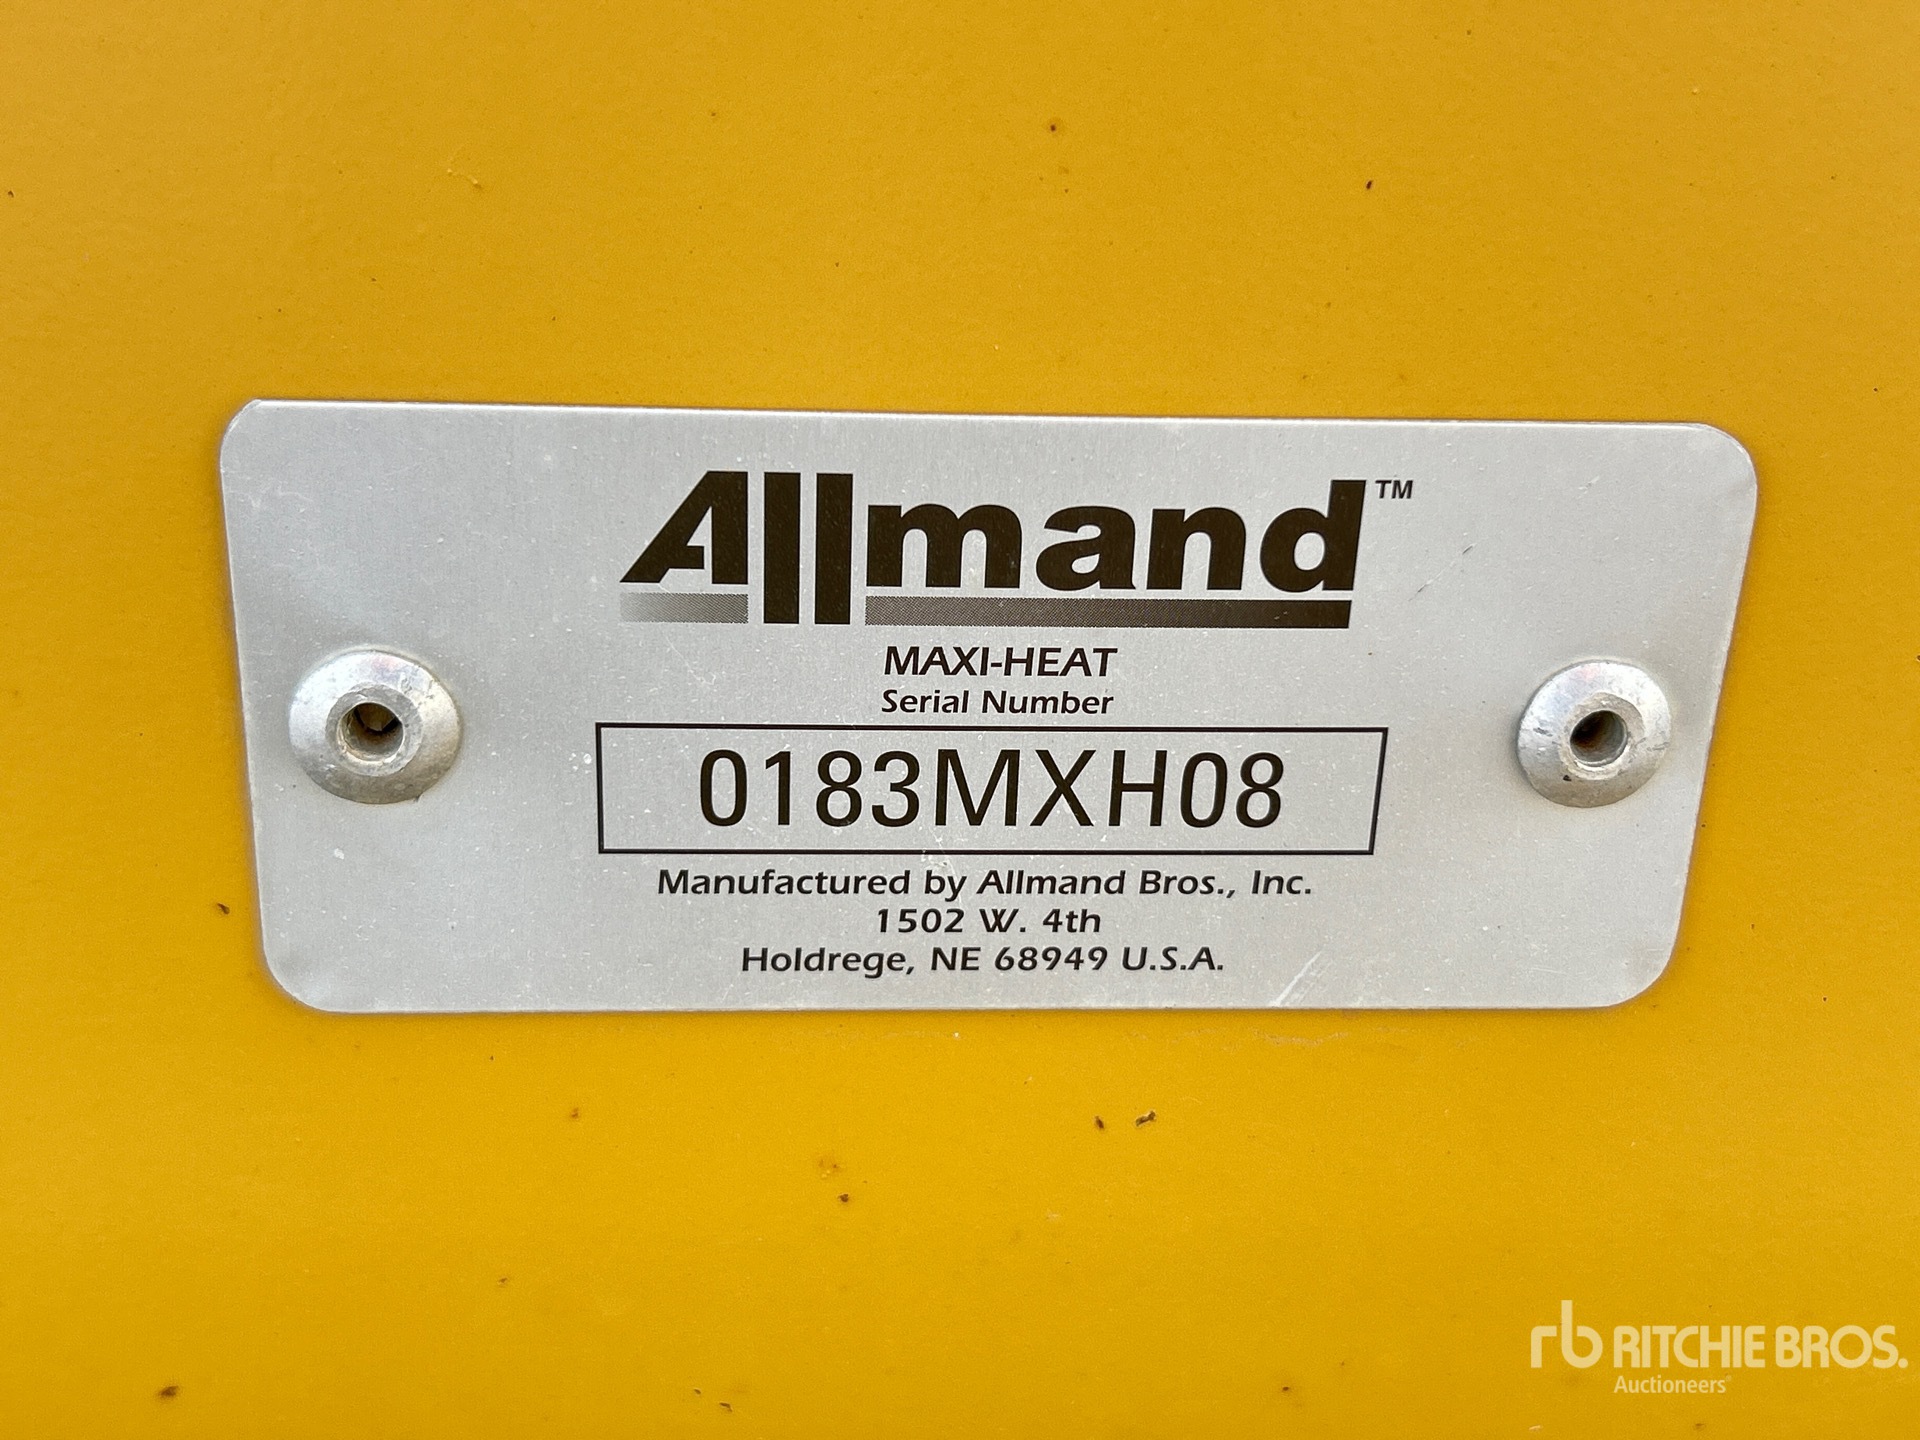 Allmand™
MAXI-HEAT
Serial Number
0183MXH08
Manufactured by Allmand Bros., Inc.
1502 W. 4th
Holdrege, NE 68949 U.S.A.
rb RITCHIE BROS.
Auctioneers®